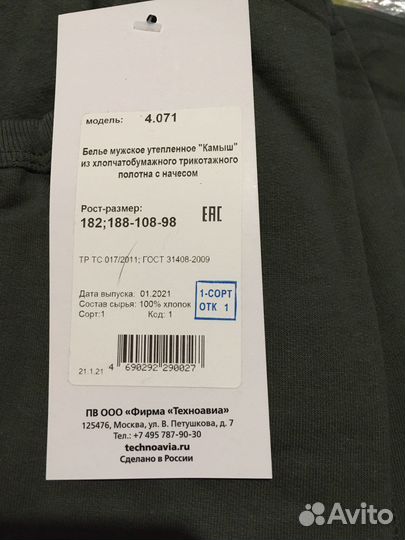 модель: 4.071
Белье мужское утепленное "Камыш"
из хлопчатобумажного трикотажного
полотна с начесом
Рост-размер:
182;188-108-98
EAC
ТР ТС 017/2011; ГОСТ 31408-2009
Дата выпуска: 01.2021
Состав сырья: 100% хлопок
Сорт:1 Код: 1
1-СОРТ
ОТК 1
21.1.21
4 690292 290027
ПВ ООО «Фирма «Техноавиа»
125476, Москва, ул. В. Петушкова, д. 7
Тел.: +7 495 787-90-30
technoavia.ru
Сделано в России
Avito